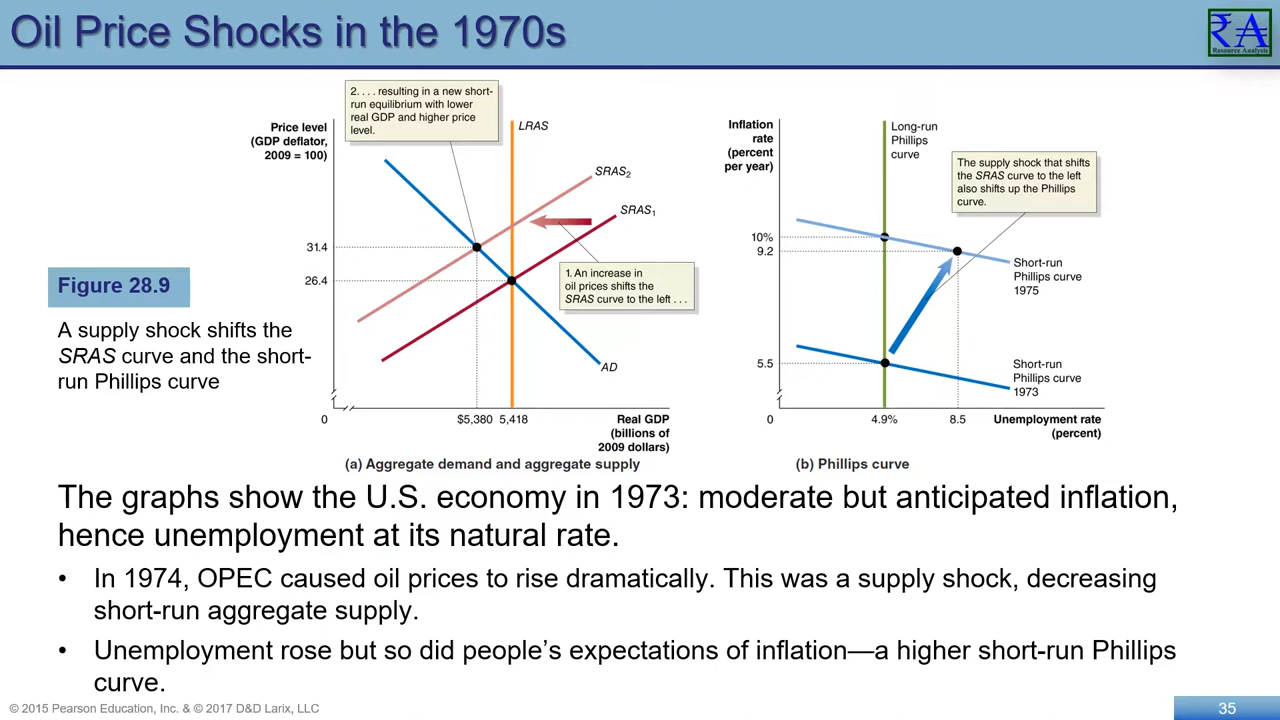 Oil Price Shocks in the 1970s
₹A
Resource Analysis
2. . . . resulting in a new short-
run equilibrium with lower
real GDP and higher price
level.
Price level
(GDP deflator,
2009 = 100)
LRAS
SRAS2
SRAS1
31.4
26.4
1. An increase in
oil prices shifts the
SRAS curve to the left . . .
AD
0
$5,380
5,418
Real GDP
(billions of
2009 dollars)
(a) Aggregate demand and aggregate supply
Inflation
rate
(percent
per year)
Long-run
Phillips
curve
The supply shock that shifts
the SRAS curve to the left
also shifts up the Phillips
curve.
10%
9.2
Short-run
Phillips curve
1975
5.5
Short-run
Phillips curve
1973
0
4.9%
8.5
Unemployment rate
(percent)
(b) Phillips curve
Figure 28.9
A supply shock shifts the
SRAS curve and the short-
run Phillips curve
The graphs show the U.S. economy in 1973: moderate but anticipated inflation,
hence unemployment at its natural rate.
• In 1974, OPEC caused oil prices to rise dramatically. This was a supply shock, decreasing
short-run aggregate supply.
• Unemployment rose but so did people’s expectations of inflation—a higher short-run Phillips
curve.
© 2015 Pearson Education, Inc. & © 2017 D&D Larix, LLC
35